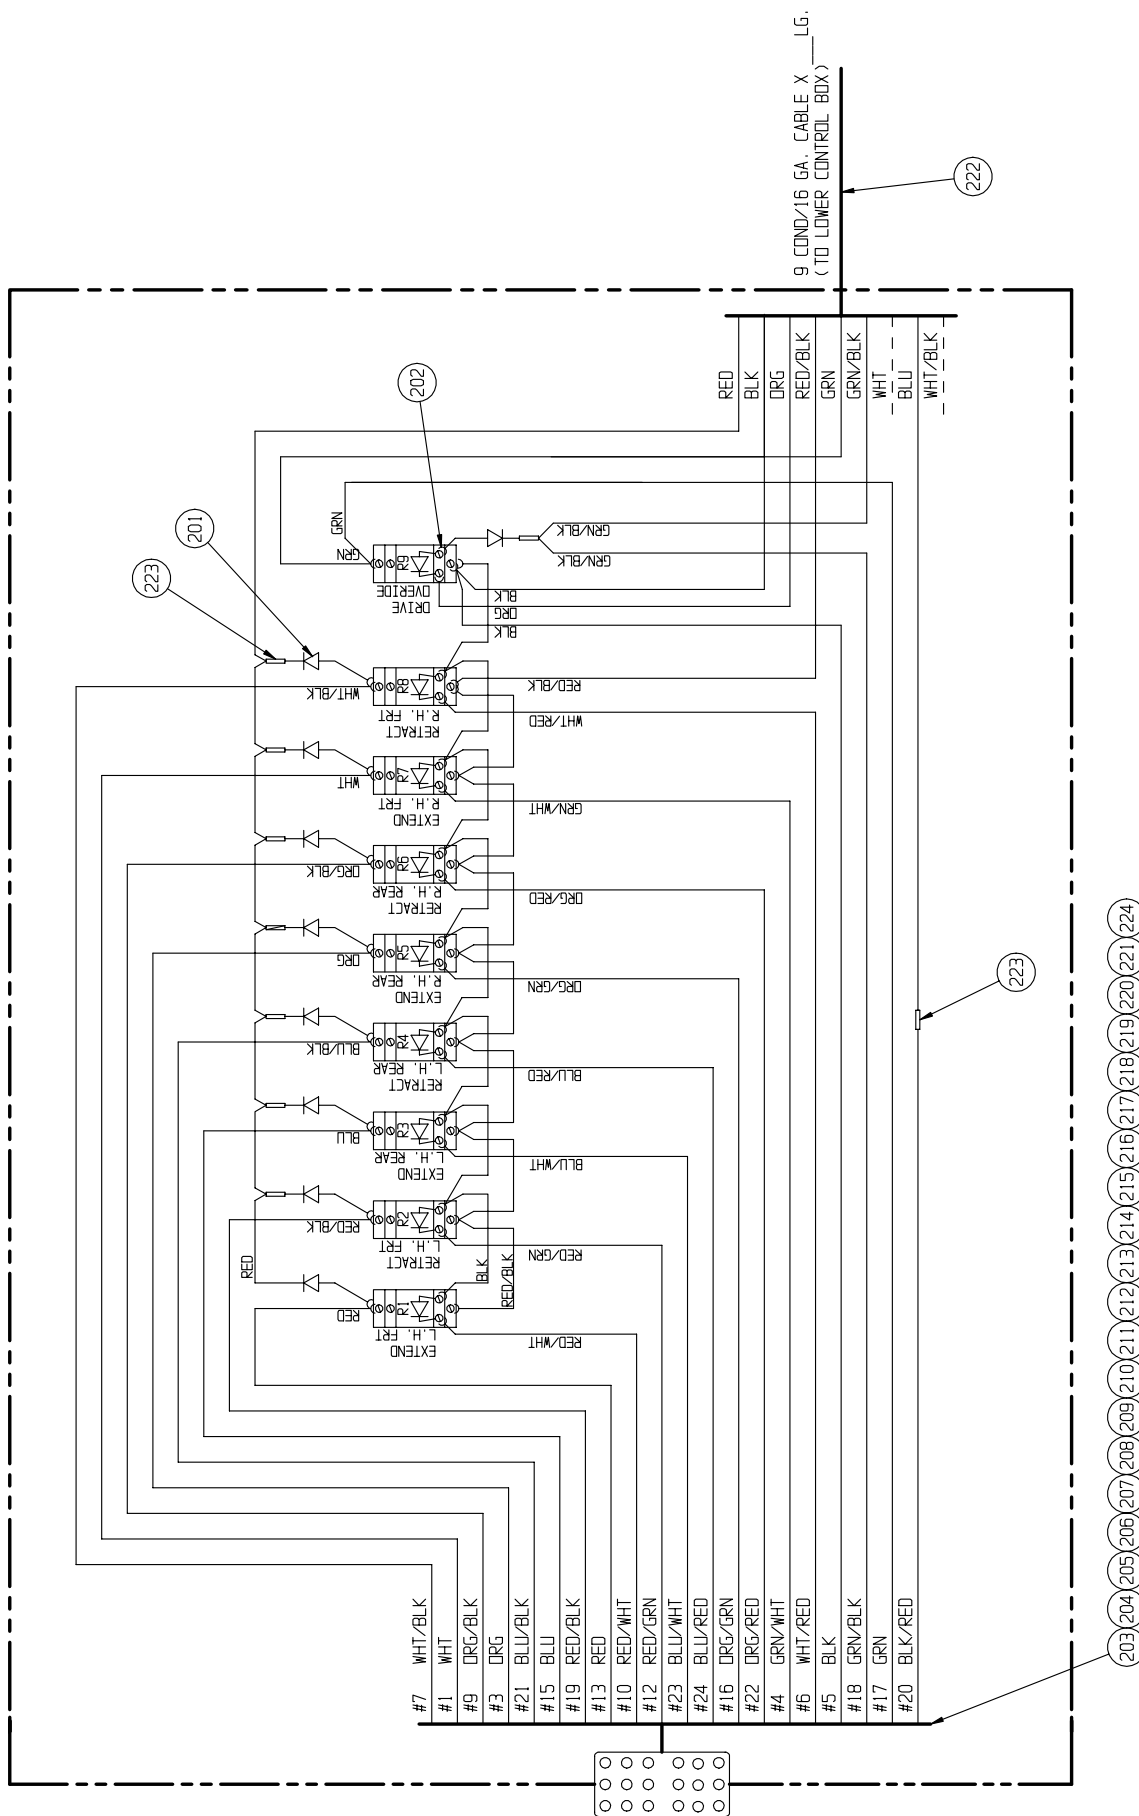 9 COND/16 GA. CABLE X ___ LG.
(TO LOWER CONTROL BOX)
222
RED
BLK
ORG
RED/BLK
GRN
GRN/BLK
WHT
BLU
WHT/BLK
202
201
223
GRN
GRN
R9
DRIVE
OVERIDE
GRN/BLK
GRN/BLK
BLK
ORG
BLK
WHT/BLK
R8
R.H. FRT
RETRACT
RED/BLK
WHT/RED
WHT
R7
R.H. FRT
EXTEND
GRN/WHT
ORG/BLK
R6
R.H. REAR
RETRACT
ORG/RED
ORG
R5
R.H. REAR
EXTEND
ORG/GRN
BLU/BLK
R4
L.H. REAR
RETRACT
BLU/RED
BLU
R3
L.H. REAR
EXTEND
BLU/WHT
RED/BLK
R2
L.H. FRT
RETRACT
RED/GRN
RED
RED
R1
L.H. FRT
EXTEND
BLK
RED/BLK
RED/WHT
223
#7 WHT/BLK
#1 WHT
#9 ORG/BLK
#3 ORG
#21 BLU/BLK
#15 BLU
#19 RED/BLK
#13 RED
#10 RED/WHT
#12 RED/GRN
#23 BLU/WHT
#24 BLU/RED
#16 ORG/GRN
#22 ORG/RED
#4 GRN/WHT
#6 WHT/RED
#5 BLK
#18 GRN/BLK
#17 GRN
#20 BLK/RED
203 204 205 206 207 208 209 210 211 212 213 214 215 216 217 218 219 220 221 224